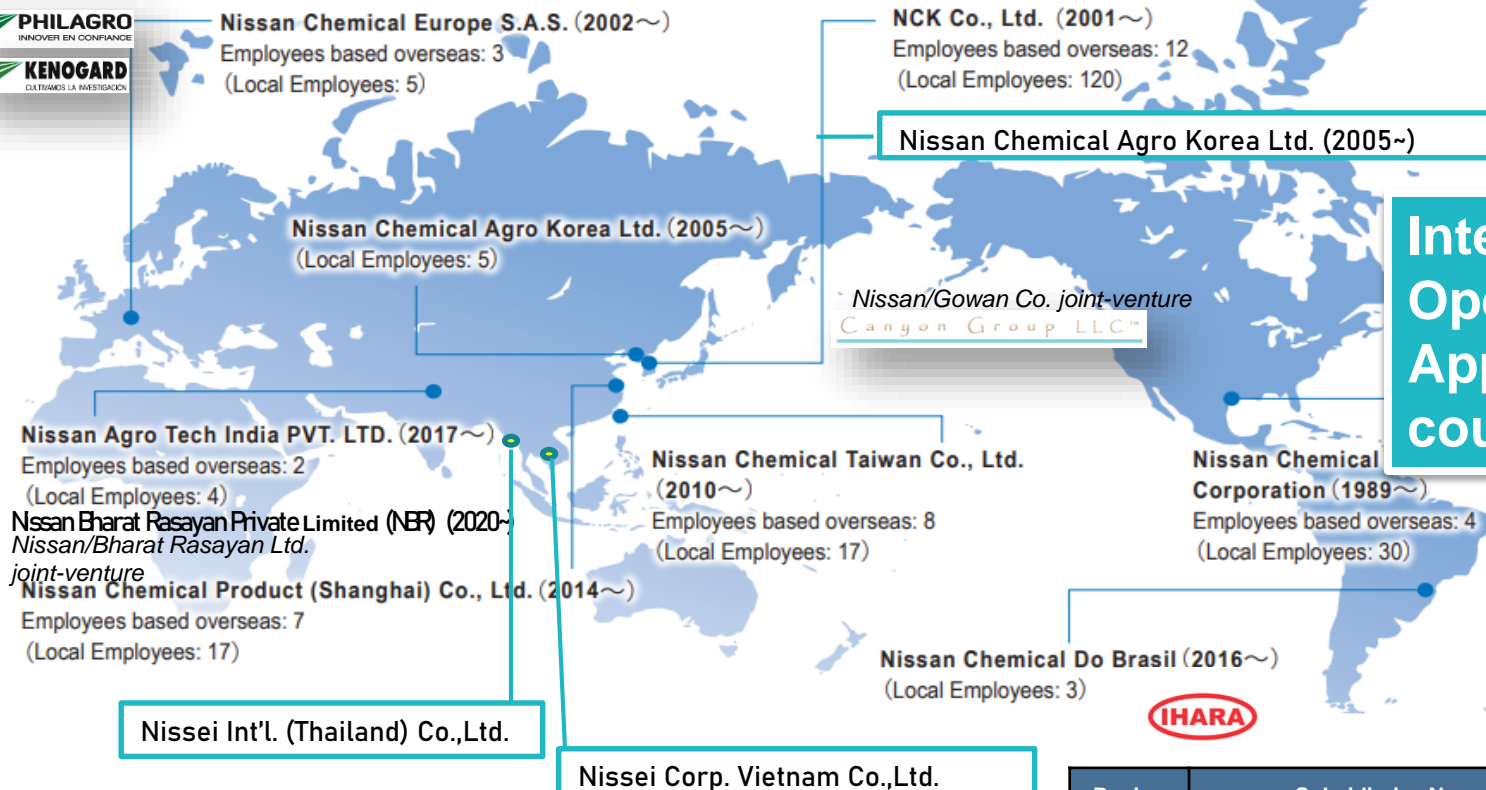 PHILAGRO
INNOVER EN CONFIANCE
KENOGARD
CULTIVAMOS LA INVESTIGACIÓN
Nissan Chemical Europe S.A.S. (2002～)
Employees based overseas: 3
(Local Employees: 5)
NCK Co., Ltd. (2001～)
Employees based overseas: 12
(Local Employees: 120)
Nissan Chemical Agro Korea Ltd. (2005~)
Nissan Chemical Agro Korea Ltd. (2005～)
(Local Employees: 5)
Nissan/Gowan Co. joint-venture
Canyon Group LLC™
Nissan Agro Tech India PVT. LTD. (2017～)
Employees based overseas: 2
(Local Employees: 4)
Nissan Bharat Rasayan Private Limited (NBR) (2020~)
Nissan/Bharat Rasayan Ltd.
joint-venture
Nissan Chemical Product (Shanghai) Co., Ltd. (2014～)
Employees based overseas: 7
(Local Employees: 17)
Nissan Chemical Taiwan Co., Ltd.
(2010～)
Employees based overseas: 8
(Local Employees: 17)
Nissan Chemical
Corporation (1989～)
Employees based overseas: 4
(Local Employees: 30)
Nissan Chemical Do Brasil (2016～)
(Local Employees: 3)
IHARA
Nissei Int'l. (Thailand) Co.,Ltd.
Nissei Corp. Vietnam Co.,Ltd.